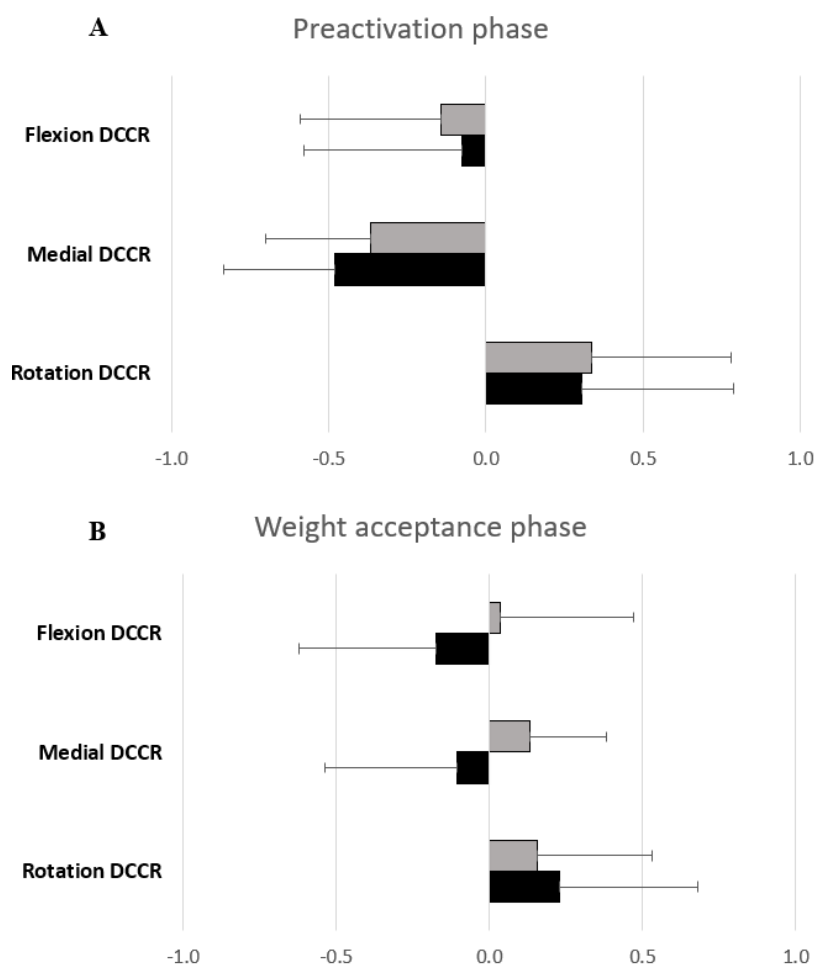 A
Preactivation phase
Flexion DCCR
Medial DCCR
Rotation DCCR
-1.0 -0.5 0.0 0.5 1.0
B
Weight acceptance phase
Flexion DCCR
Medial DCCR
Rotation DCCR
-1.0 -0.5 0.0 0.5 1.0